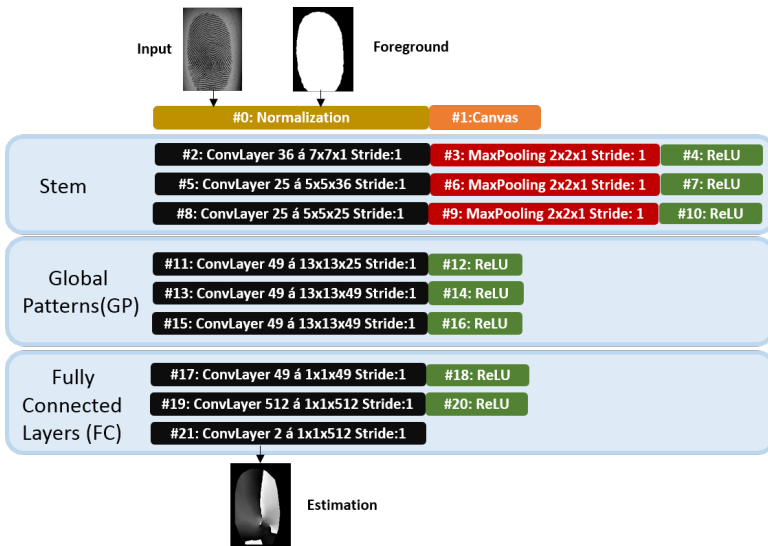 Input
Foreground
#0: Normalization #1:Canvas
Stem
#2: ConvLayer 36 á 7x7x1 Stride:1 #3: MaxPooling 2x2x1 Stride: 1 #4: ReLU
#5: ConvLayer 25 á 5x5x36 Stride:1 #6: MaxPooling 2x2x1 Stride: 1 #7: ReLU
#8: ConvLayer 25 á 5x5x25 Stride:1 #9: MaxPooling 2x2x1 Stride: 1 #10: ReLU
Global
Patterns(GP)
#11: ConvLayer 49 á 13x13x25 Stride:1 #12: ReLU
#13: ConvLayer 49 á 13x13x49 Stride:1 #14: ReLU
#15: ConvLayer 49 á 13x13x49 Stride:1 #16: ReLU
Fully
Connected
Layers (FC)
#17: ConvLayer 49 á 1x1x49 Stride:1 #18: ReLU
#19: ConvLayer 512 á 1x1x512 Stride:1 #20: ReLU
#21: ConvLayer 2 á 1x1x512 Stride:1
Estimation